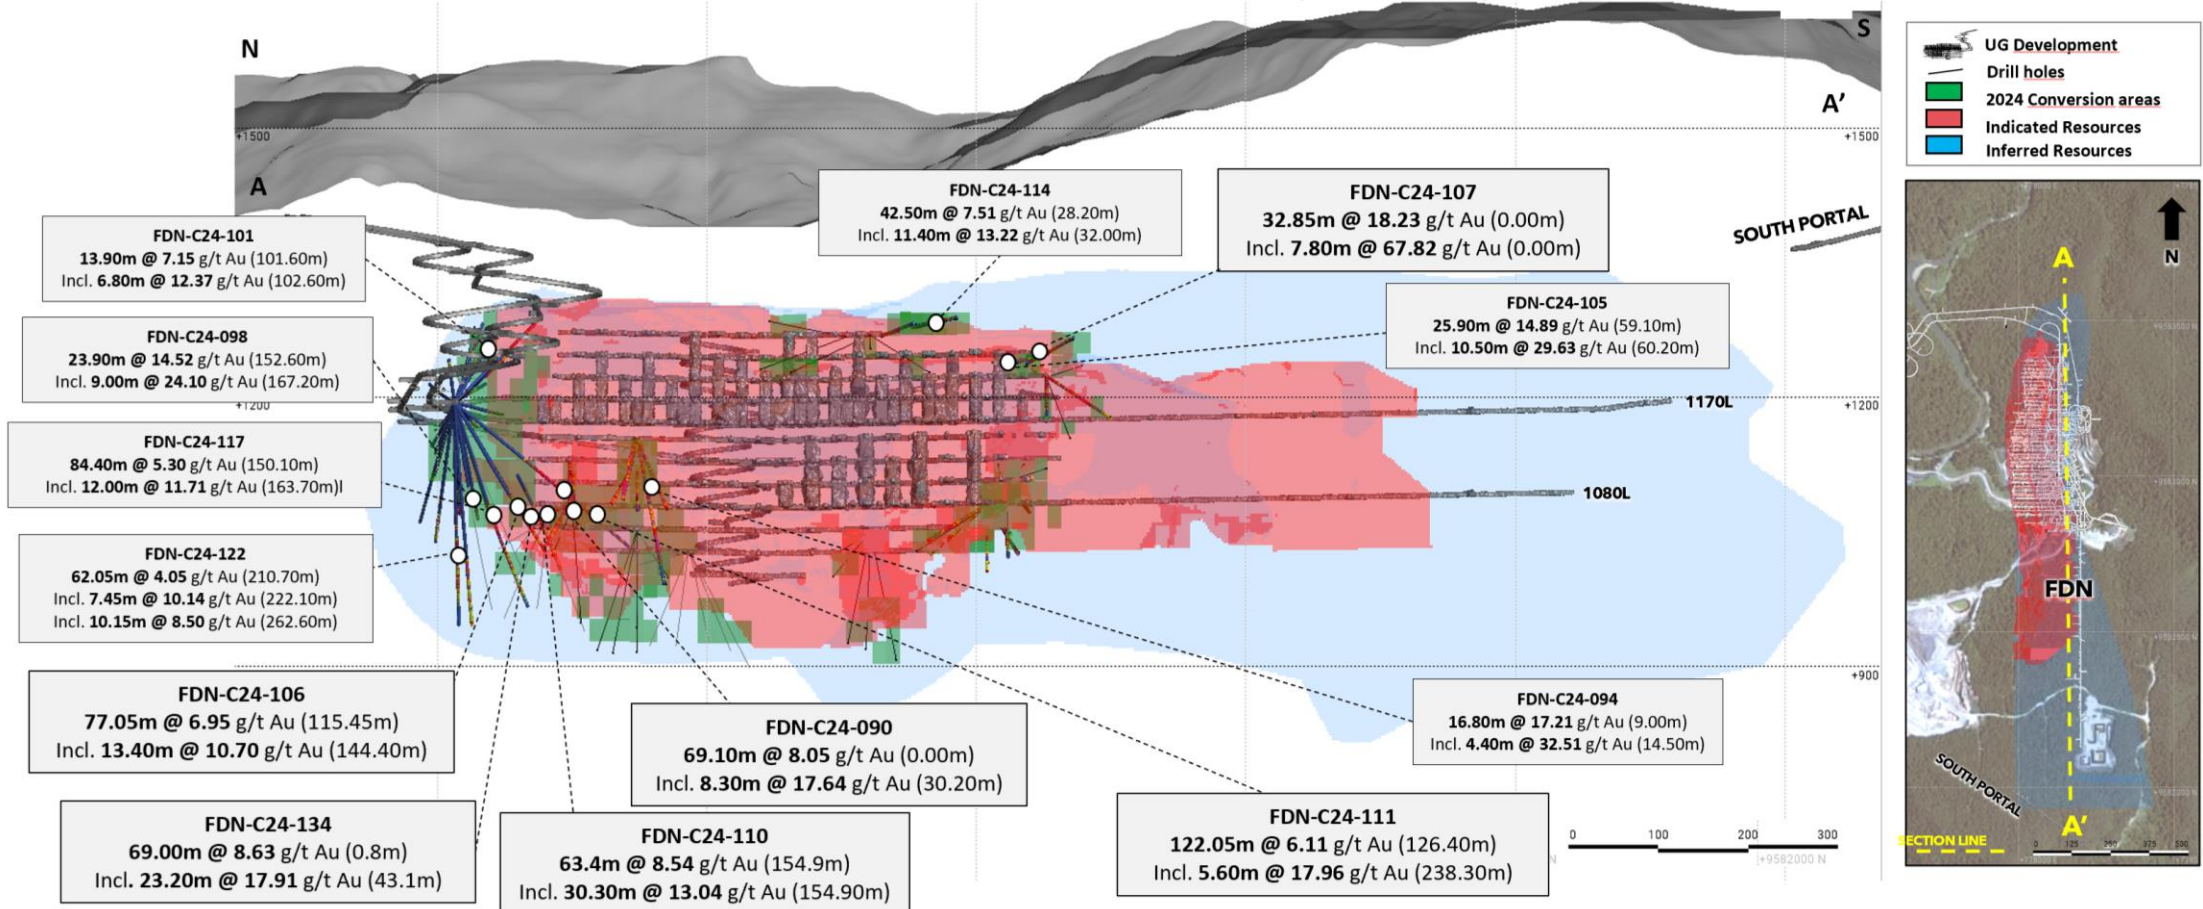 N
S
A'
A
+1500
+1500
UG Development
Drill holes
2024 Conversion areas
Indicated Resources
Inferred Resources
FDN-C24-114
42.50m @ 7.51 g/t Au (28.20m)
Incl. 11.40m @ 13.22 g/t Au (32.00m)
FDN-C24-107
32.85m @ 18.23 g/t Au (0.00m)
Incl. 7.80m @ 67.82 g/t Au (0.00m)
SOUTH PORTAL
FDN-C24-101
13.90m @ 7.15 g/t Au (101.60m)
Incl. 6.80m @ 12.37 g/t Au (102.60m)
FDN-C24-105
25.90m @ 14.89 g/t Au (59.10m)
Incl. 10.50m @ 29.63 g/t Au (60.20m)
FDN-C24-098
23.90m @ 14.52 g/t Au (152.60m)
Incl. 9.00m @ 24.10 g/t Au (167.20m)
+1200
+1200
1170L
FDN-C24-117
84.40m @ 5.30 g/t Au (150.10m)
Incl. 12.00m @ 11.71 g/t Au (163.70m)l
1080L
FDN-C24-122
62.05m @ 4.05 g/t Au (210.70m)
Incl. 7.45m @ 10.14 g/t Au (222.10m)
Incl. 10.15m @ 8.50 g/t Au (262.60m)
+900
FDN-C24-106
77.05m @ 6.95 g/t Au (115.45m)
Incl. 13.40m @ 10.70 g/t Au (144.40m)
FDN-C24-090
69.10m @ 8.05 g/t Au (0.00m)
Incl. 8.30m @ 17.64 g/t Au (30.20m)
FDN-C24-094
16.80m @ 17.21 g/t Au (9.00m)
Incl. 4.40m @ 32.51 g/t Au (14.50m)
FDN-C24-134
69.00m @ 8.63 g/t Au (0.8m)
Incl. 23.20m @ 17.91 g/t Au (43.1m)
FDN-C24-110
63.4m @ 8.54 g/t Au (154.9m)
Incl. 30.30m @ 13.04 g/t Au (154.90m)
FDN-C24-111
122.05m @ 6.11 g/t Au (126.40m)
Incl. 5.60m @ 17.96 g/t Au (238.30m)
0 100 200 300
N
+9582000 N
A
N
FDN
SOUTH PORTAL
A'
SECTION LINE
0 125 250 375 500